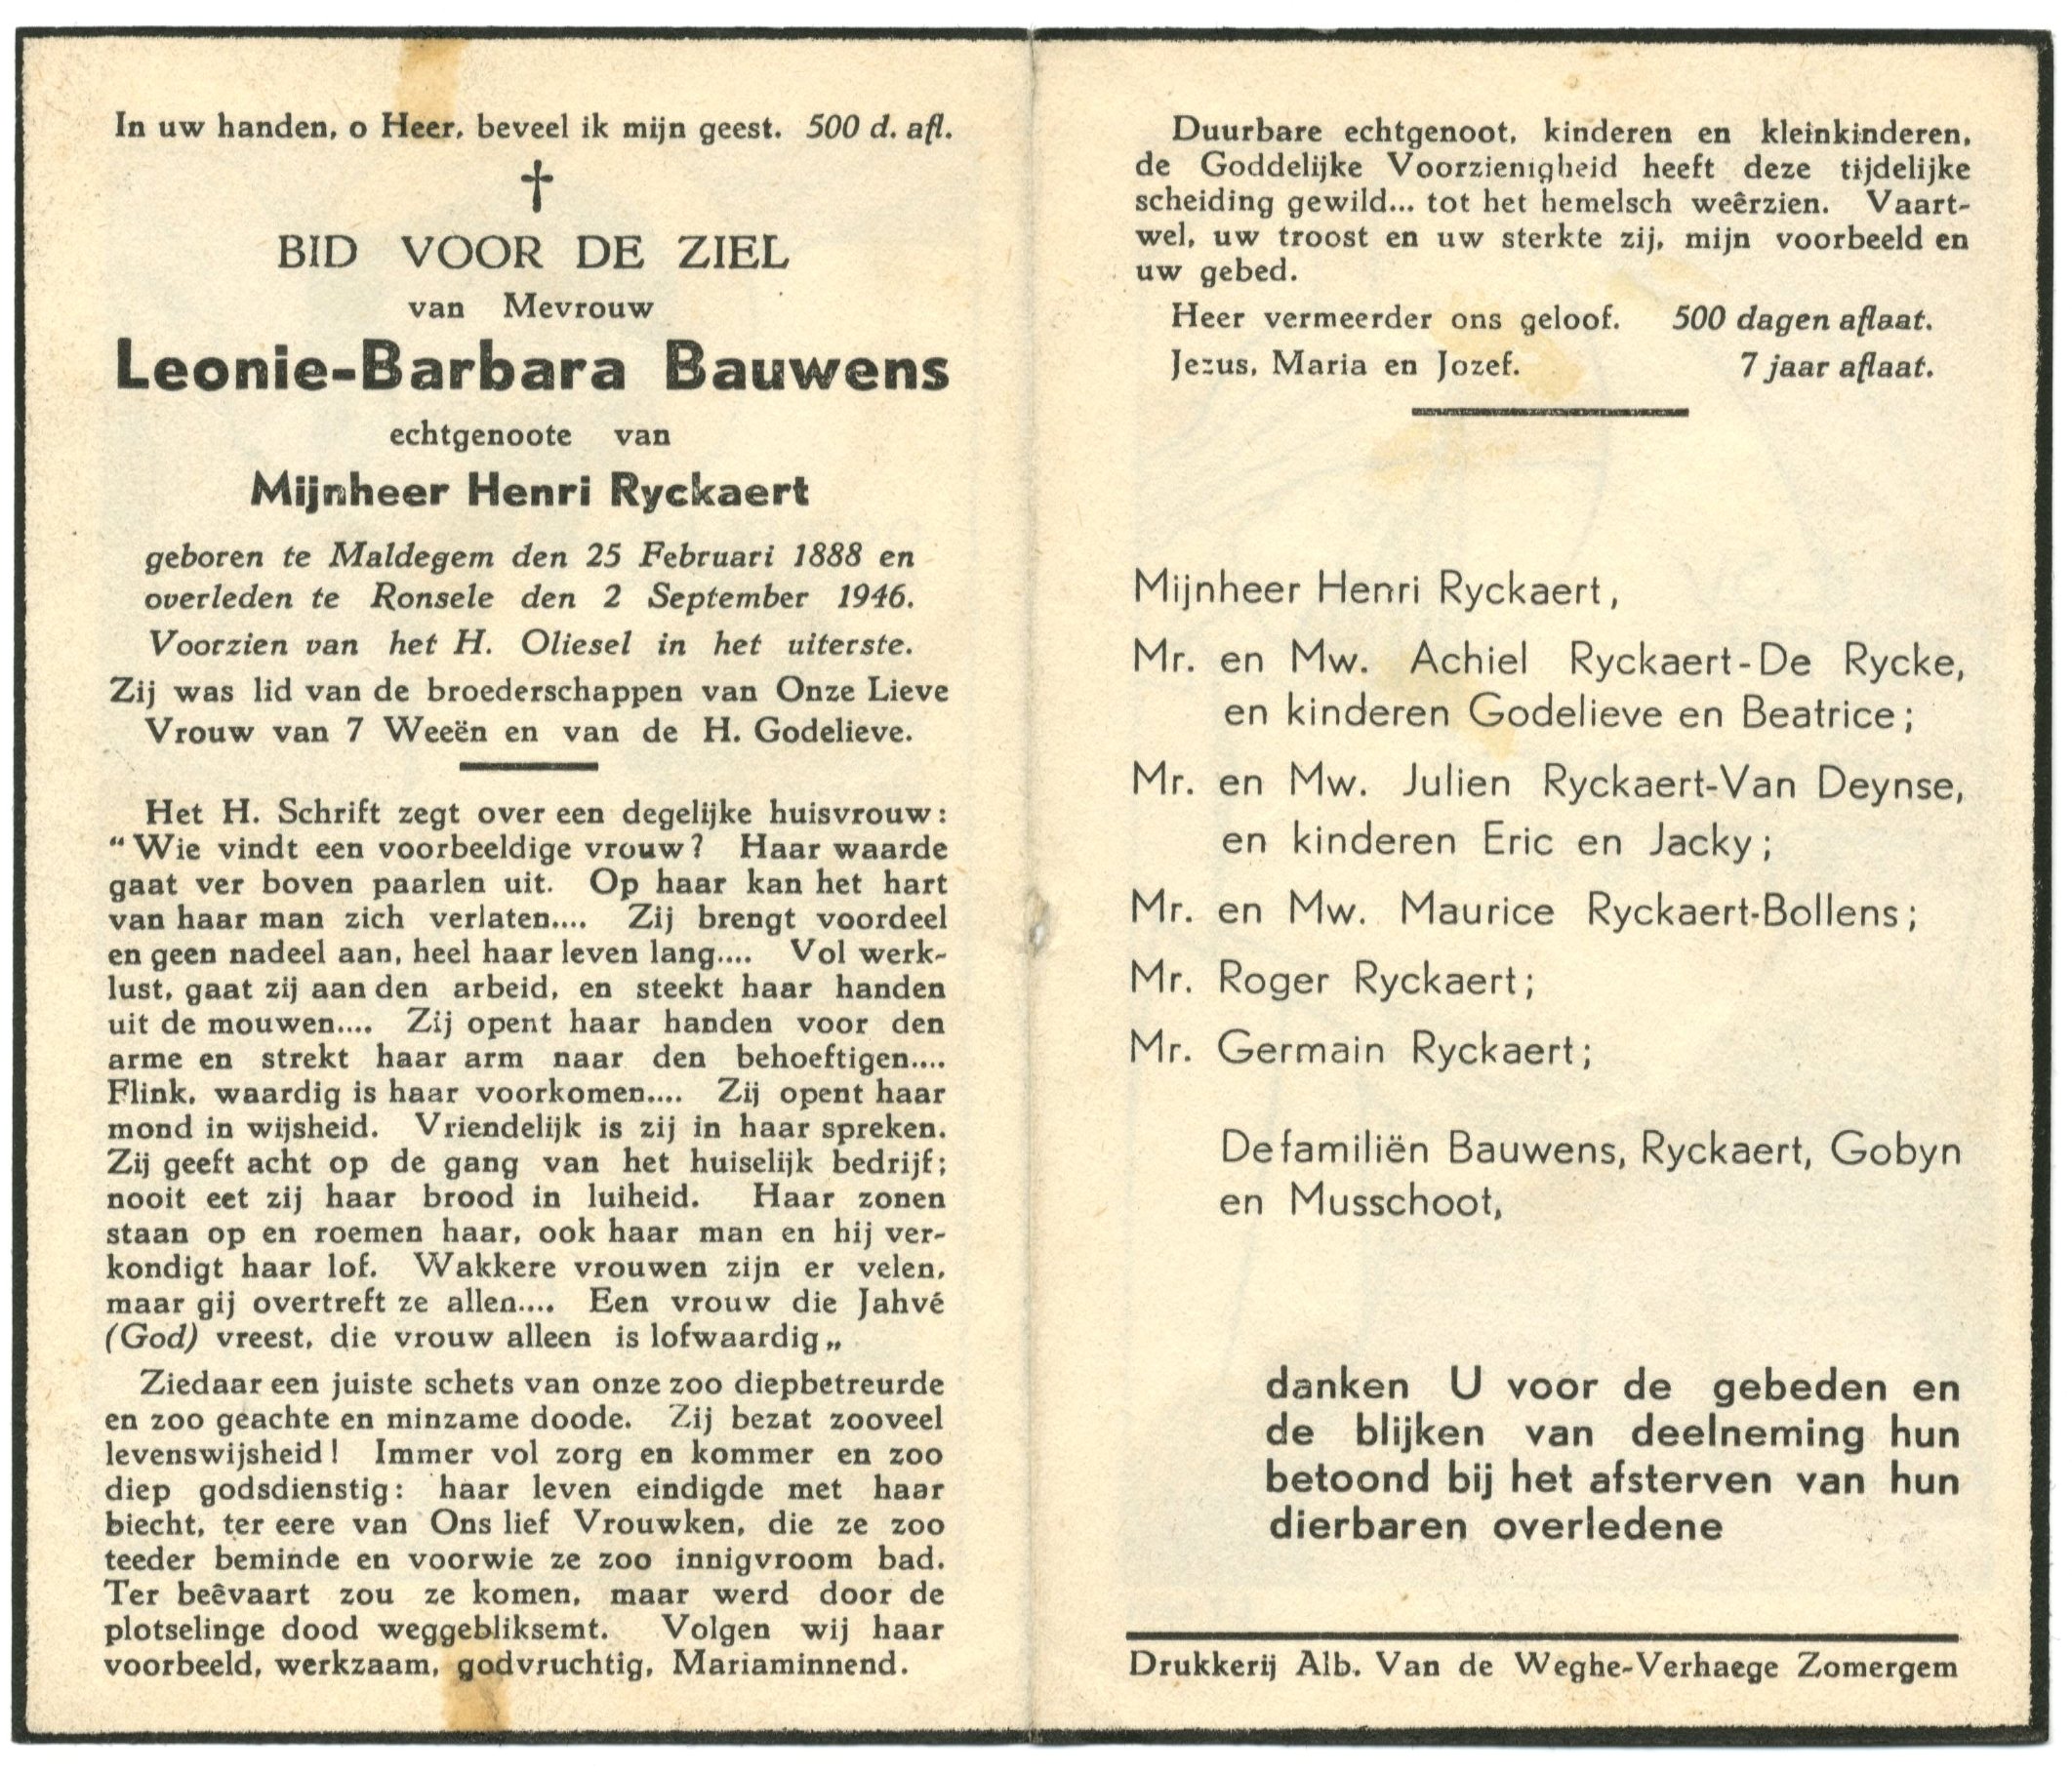 In uw handen, o Heer, beveel ik mijn geest. 500 d. afl.
†
BID VOOR DE ZIEL
van Mevrouw
Leonie-Barbara Bauwens
echtgenoote van
Mijnheer Henri Ryckaert
geboren te Maldegem den 25 Februari 1888 en
overleden te Ronsele den 2 September 1946.
Voorzien van het H. Oliesel in het uiterste.
Zij was lid van de broederschappen van Onze Lieve
Vrouw van 7 Weeën en van de H. Godelieve.
Het H. Schrift zegt over een degelijke huisvrouw:
“Wie vindt een voorbeeldige vrouw? Haar waarde
gaat ver boven paarlen uit. Op haar kan het hart
van haar man zich verlaten.... Zij brengt voordeel
en geen nadeel aan, heel haar leven lang.... Vol werk-
lust, gaat zij aan den arbeid, en steekt haar handen
uit de mouwen.... Zij opent haar handen voor den
arme en strekt haar arm naar den behoeftigen....
Flink, waardig is haar voorkomen.... Zij opent haar
mond in wijsheid. Vriendelijk is zij in haar spreken.
Zij geeft acht op de gang van het huiselijk bedrijf;
nooit eet zij haar brood in luiheid. Haar zonen
staan op en roemen haar, ook haar man en hij ver-
kondigt haar lof. Wakkere vrouwen zijn er velen,
maar gij overtreft ze allen.... Een vrouw die Jahvé
(God) vreest, die vrouw alleen is lofwaardig„
Ziedaar een juiste schets van onze zoo diepbetreurde
en zoo geachte en minzame doode. Zij bezat zooveel
levenswijsheid! Immer vol zorg en kommer en zoo
diep godsdienstig: haar leven eindigde met haar
biecht, ter eere van Ons lief Vrouwken, die ze zoo
teeder beminde en voorwie ze zoo innigvroom bad.
Ter beêvaart zou ze komen, maar werd door de
plotselinge dood weggebliksemt. Volgen wij haar
voorbeeld, werkzaam, godvruchtig, Mariaminnend.
Duurbare echtgenoot, kinderen en kleinkinderen,
de Goddelijke Voorzienigheid heeft deze tijdelijke
scheiding gewild... tot het hemelsch weêrzien. Vaart-
wel, uw troost en uw sterkte zij, mijn voorbeeld en
uw gebed.
Heer vermeerder ons geloof. 500 dagen aflaat.
Jezus, Maria en Jozef. 7 jaar aflaat.
Mijnheer Henri Ryckaert,
Mr. en Mw. Achiel Ryckaert-De Rycke,
en kinderen Godelieve en Beatrice;
Mr. en Mw. Julien Ryckaert-Van Deynse,
en kinderen Eric en Jacky;
Mr. en Mw. Maurice Ryckaert-Bollens;
Mr. Roger Ryckaert;
Mr. Germain Ryckaert;
De familiën Bauwens, Ryckaert, Gobyn
en Musschoot,
danken U voor de gebeden en
de blijken van deelneming hun
betoond bij het afsterven van hun
dierbaren overledene
Drukkerij Alb. Van de Weghe-Verhaege Zomergem